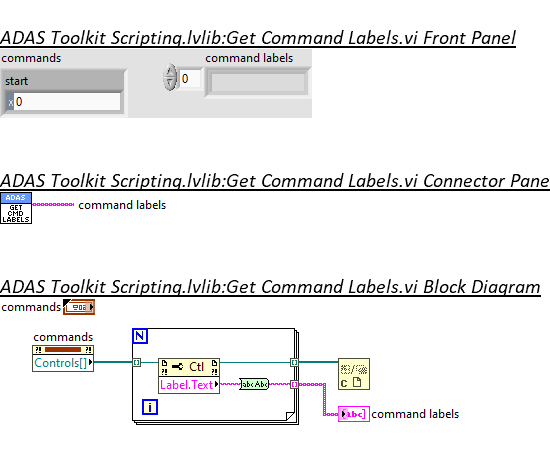 ADAS Toolkit Scripting.lvlib:Get Command Labels.vi Front Panel
commands
command labels
start
x 0
0
ADAS Toolkit Scripting.lvlib:Get Command Labels.vi Connector Pane
ADAS
GET
CMD
LABELS
command labels
ADAS Toolkit Scripting.lvlib:Get Command Labels.vi Block Diagram
commands
commands
N
Controls[]
Ctl
Label.Text
abc Abc
C
i
abc
command labels